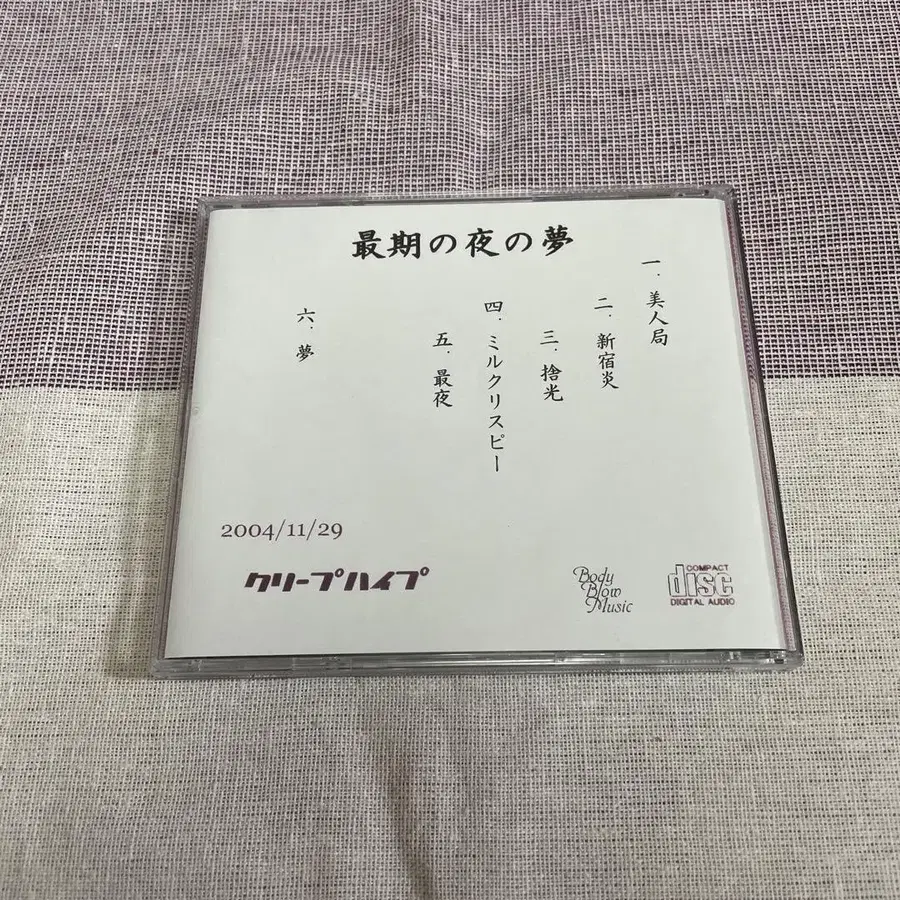 最期の夜の夢
一．美人局
二．新宿炎
三．捨光
四．ミルクリスピー
五．最夜
六．夢
2004/11/29
クリープハイプ
Body
Blow
Music
COMPACT
disc
DIGITAL AUDIO